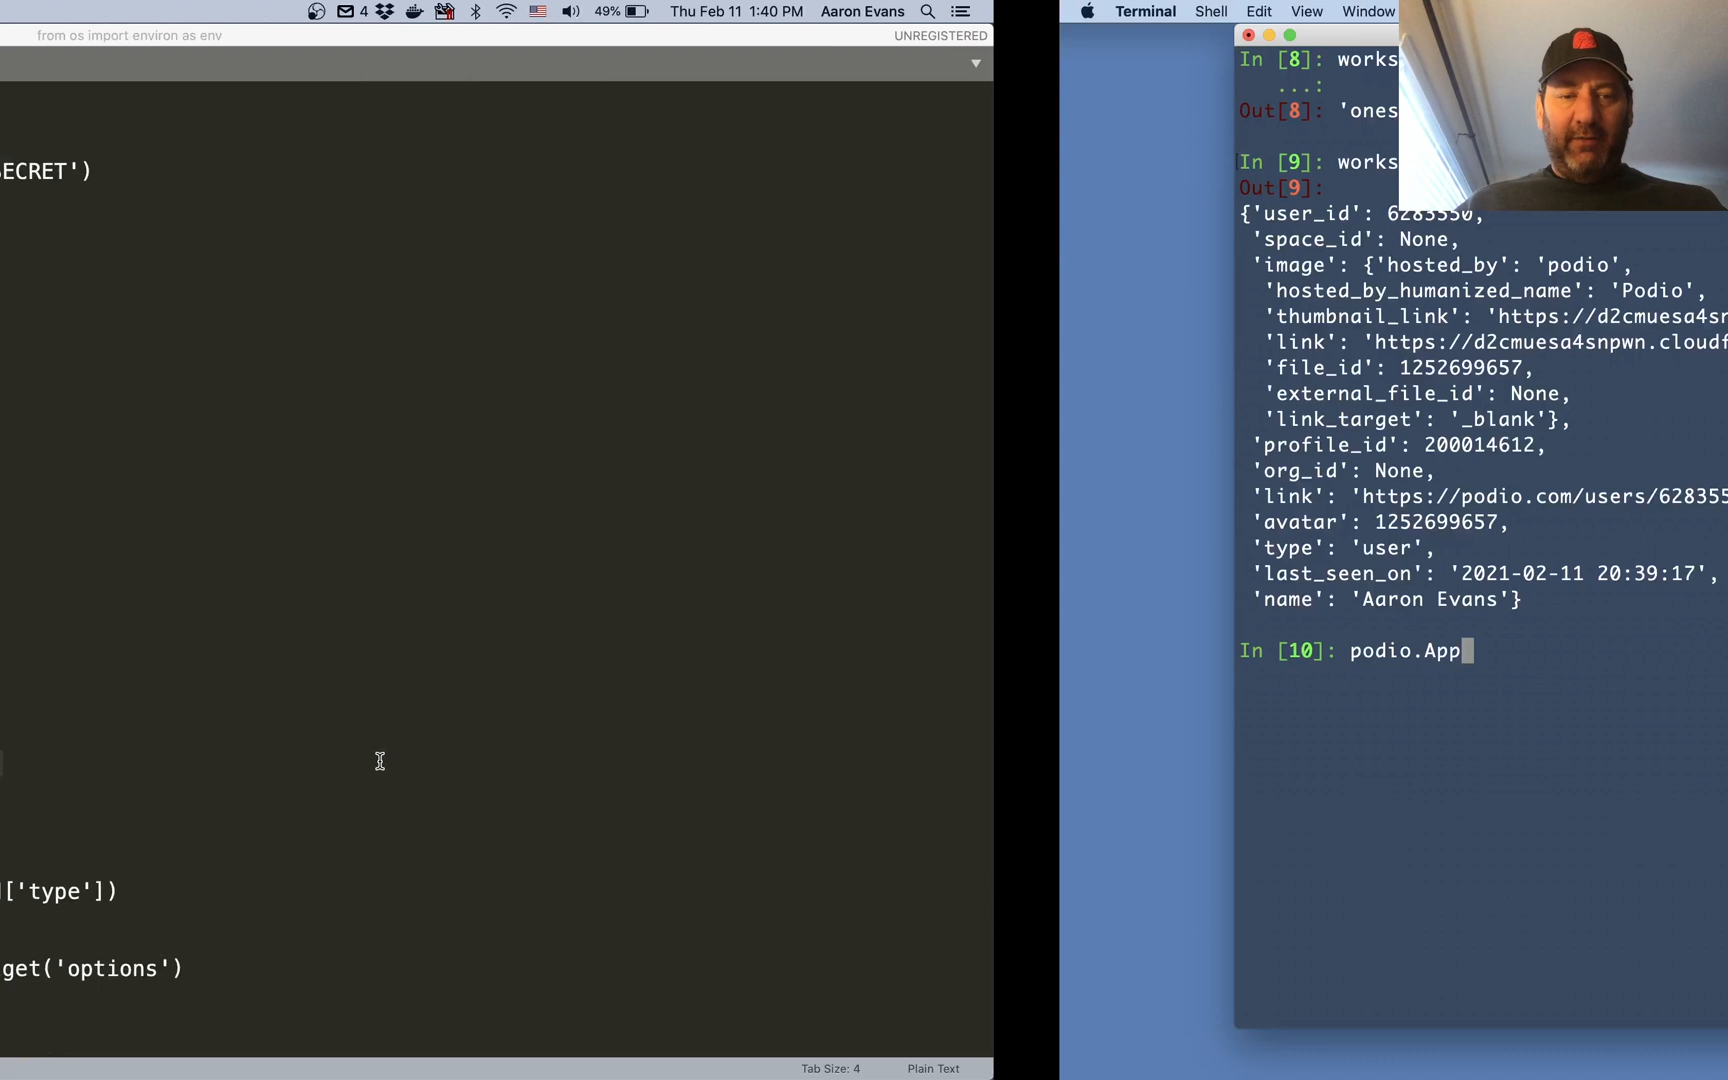 4
49%
Thu Feb 11 1:40 PM
Aaron Evans
from os import environ as env
UNREGISTERED
ECRET')
['type'])
get('options')
Tab Size: 4
Plain Text
Terminal Shell Edit View Window
In [8]: works
...:
Out[8]: 'ones
In [9]: works
Out[9]:
{'user_id': 6283550,
'space_id': None,
'image': {'hosted_by': 'podio',
'hosted_by_humanized_name': 'Podio',
'thumbnail_link': 'https://d2cmuesa4sn
'link': 'https://d2cmuesa4snpwn.cloudf
'file_id': 1252699657,
'external_file_id': None,
'link_target': '_blank'},
'profile_id': 200014612,
'org_id': None,
'link': 'https://podio.com/users/628355
'avatar': 1252699657,
'type': 'user',
'last_seen_on': '2021-02-11 20:39:17',
'name': 'Aaron Evans'}
In [10]: podio.App